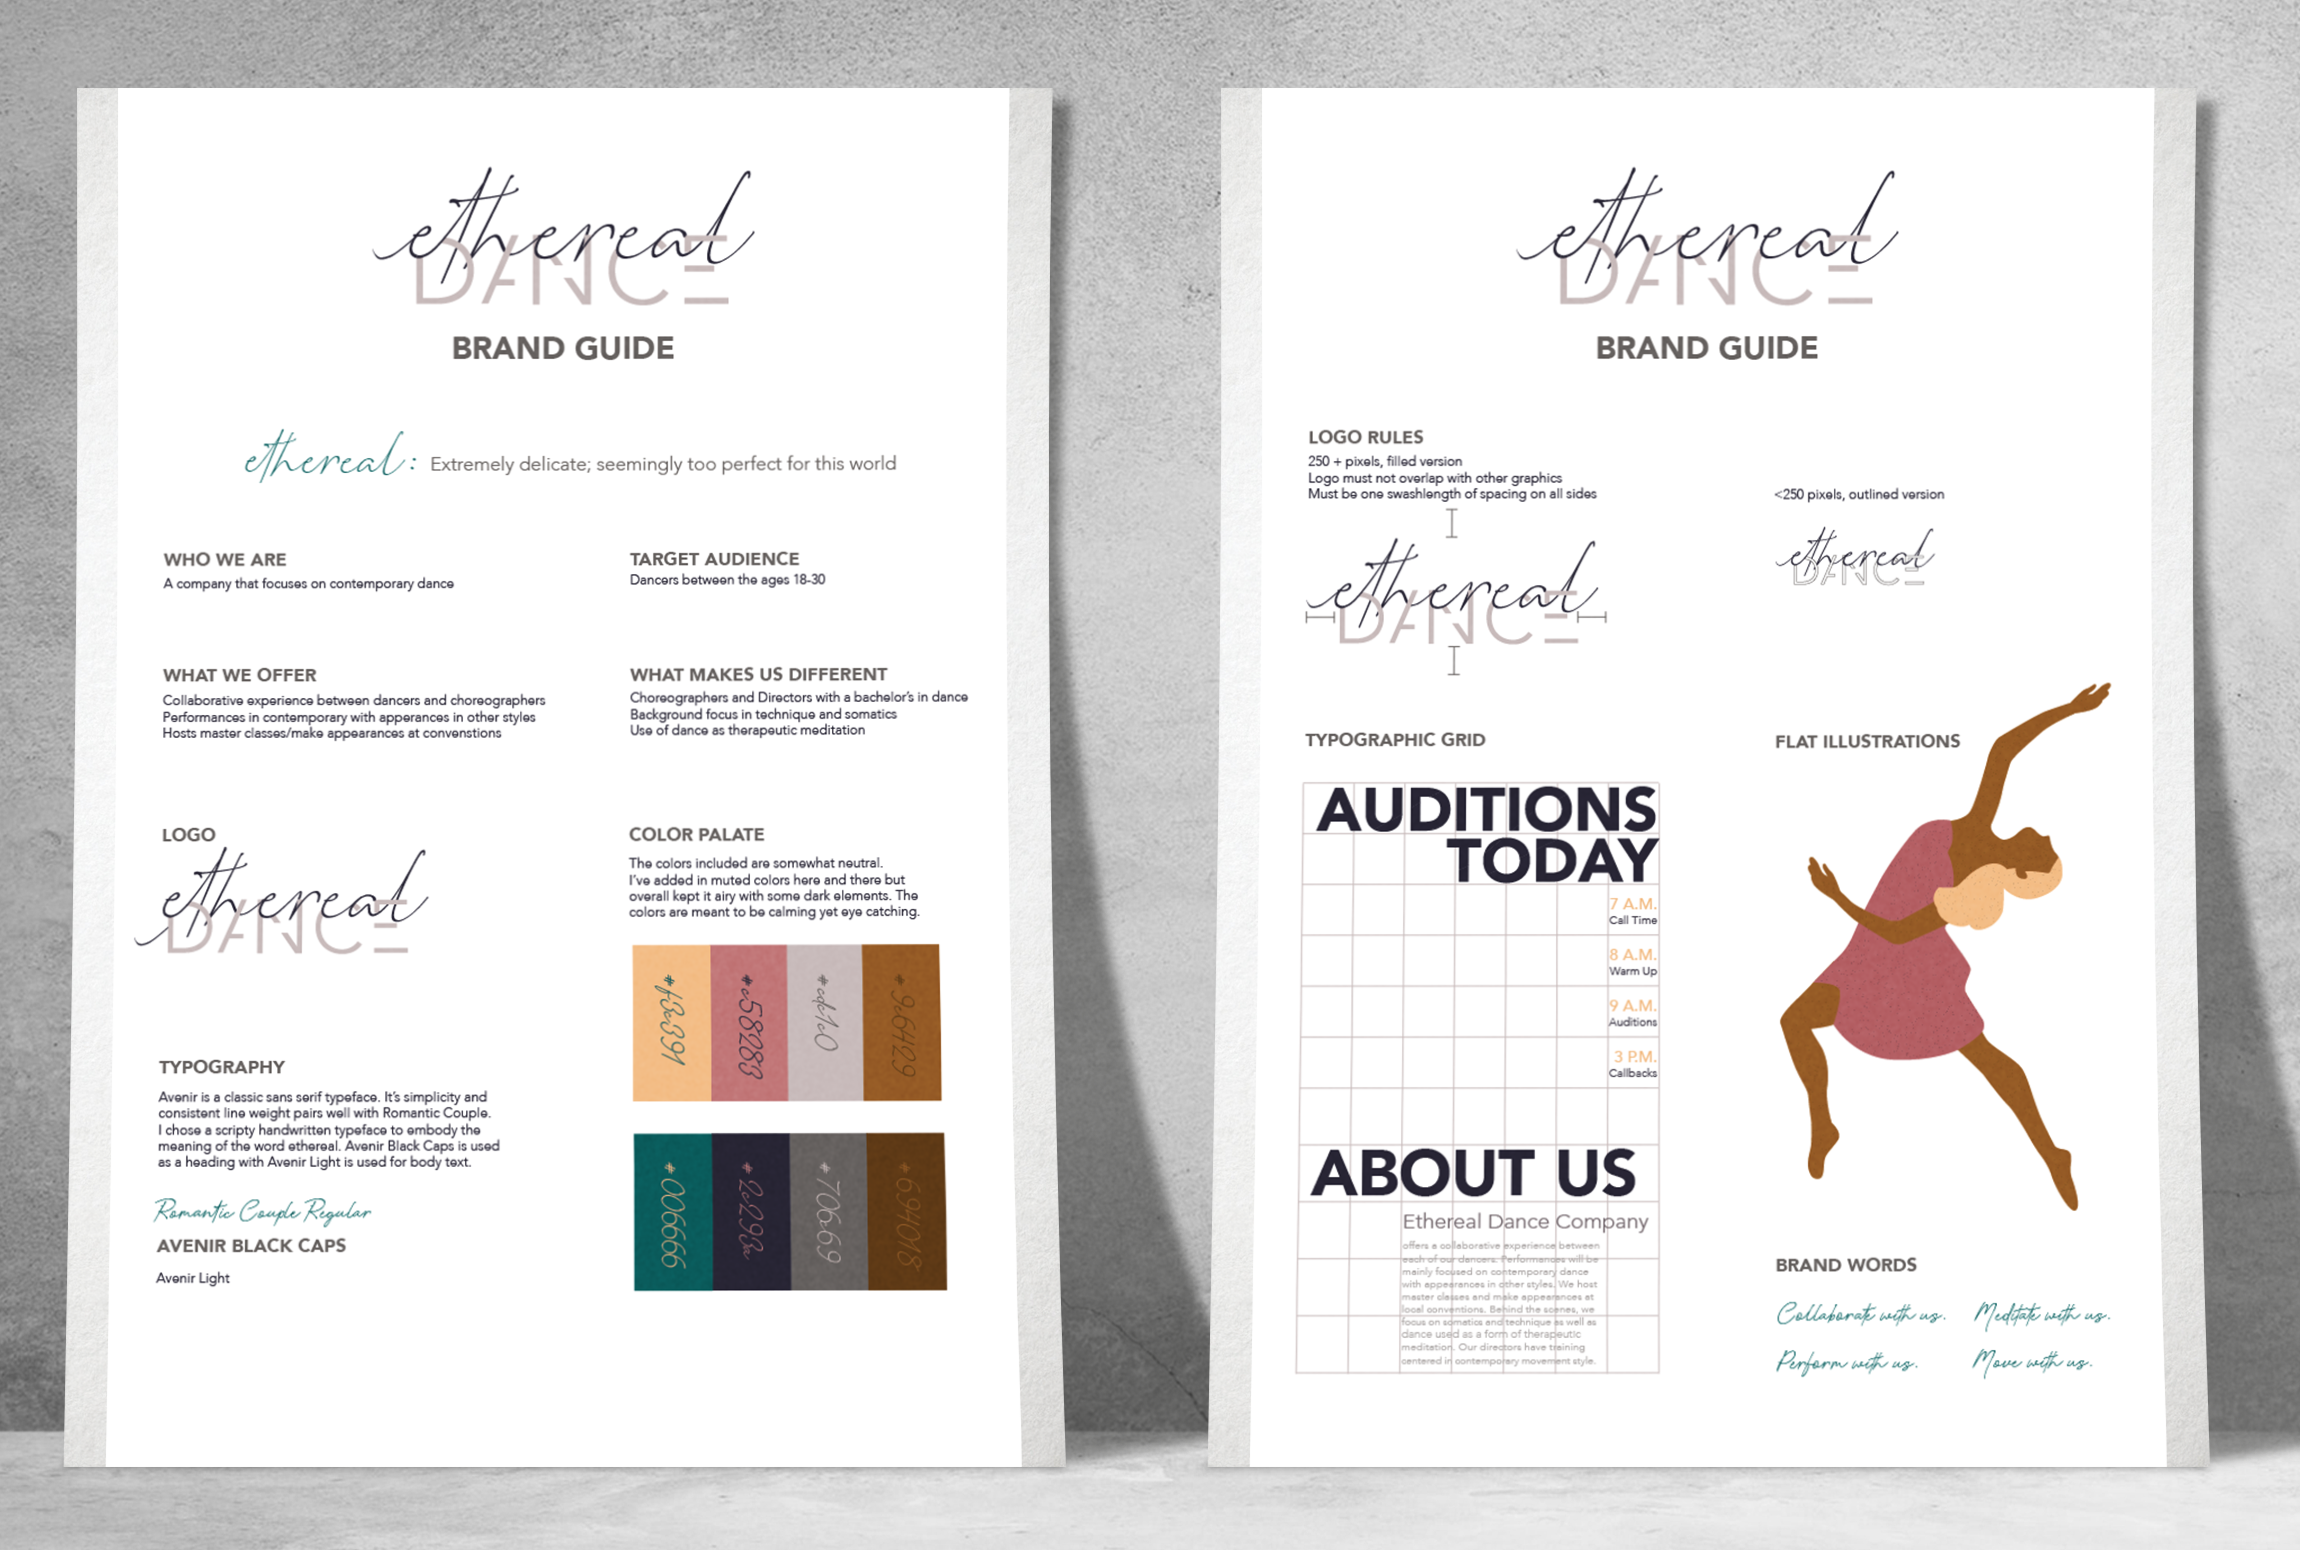 ethereal
DANCE
BRAND GUIDE
ethereal: Extremely delicate; seemingly too perfect for this world
WHO WE ARE
A company that focuses on contemporary dance
TARGET AUDIENCE
Dancers between the ages 18-30
WHAT WE OFFER
Collaborative experience between dancers and choreographers
Performances in contemporary with apperances in other styles
Hosts master classes/make appearances at convenstions
WHAT MAKES US DIFFERENT
Choreographers and Directors with a bachelor's in dance
Background focus in technique and somatics
Use of dance as therapeutic meditation
LOGO
ethereal
DANCE
COLOR PALATE
The colors included are somewhat neutral.
I've added in muted colors here and there but
overall kept it airy with some dark elements. The
colors are meant to be calming yet eye catching.
#f3c391
#c58283
#cdc1c0
#9c6429
#006666
#2c293a
#706c69
#694018
TYPOGRAPHY
Avenir is a classic sans serif typeface. It's simplicity and
consistent line weight pairs well with Romantic Couple.
I chose a scripty handwritten typeface to embody the
meaning of the word ethereal. Avenir Black Caps is used
as a heading with Avenir Light is used for body text.
Romantic Couple Regular
AVENIR BLACK CAPS
Avenir Light
ethereal
DANCE
BRAND GUIDE
LOGO RULES
250 + pixels, filled version
Logo must not overlap with other graphics
Must be one swashlength of spacing on all sides
ethereal
DANCE
<250 pixels, outlined version
ethereal
DANCE
TYPOGRAPHIC GRID
AUDITIONS
TODAY
7 A.M.
Call Time
8 A.M.
Warm Up
9 A.M.
Auditions
3 P.M.
Callbacks
ABOUT US
Ethereal Dance Company
offers a collaborative experience between
each of our dancers. Performances will be
mainly focused on contemporary dance
with appearances in other styles. We host
master classes and make appearances at
local conventions. Behind the scenes, we
focus on somatics and technique as well as
dance used as a form of therapeutic
meditation. Our directors have training
centered in contemporary movement style.
FLAT ILLUSTRATIONS
BRAND WORDS
Collaborate with us.
Meditate with us.
Perform with us.
Move with us.